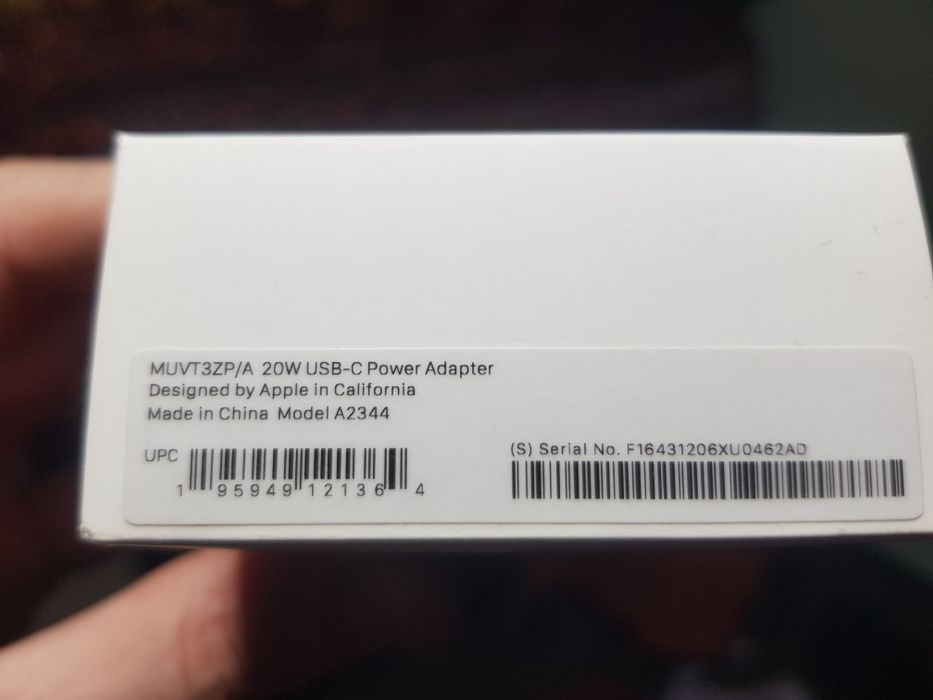 MUVT3ZP/A 20W USB-C Power Adapter
Designed by Apple in California
Made in China Model A2344
UPC
1 95949 12136 4
(S) Serial No. F16431206XU0462AD